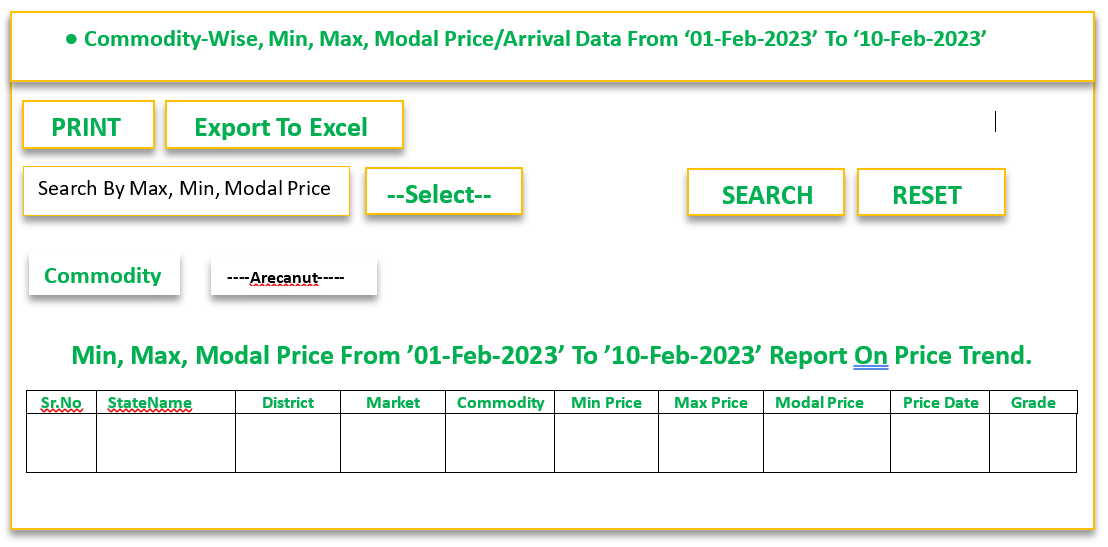 ● Commodity-Wise, Min, Max, Modal Price/Arrival Data From ‘01-Feb-2023’ To ‘10-Feb-2023’
PRINT Export To Excel
Search By Max, Min, Modal Price --Select-- SEARCH RESET
Commodity ----Arecanut-----
Min, Max, Modal Price From ’01-Feb-2023’ To ’10-Feb-2023’ Report On Price Trend.
Sr.No StateName District Market Commodity Min Price Max Price Modal Price Price Date Grade